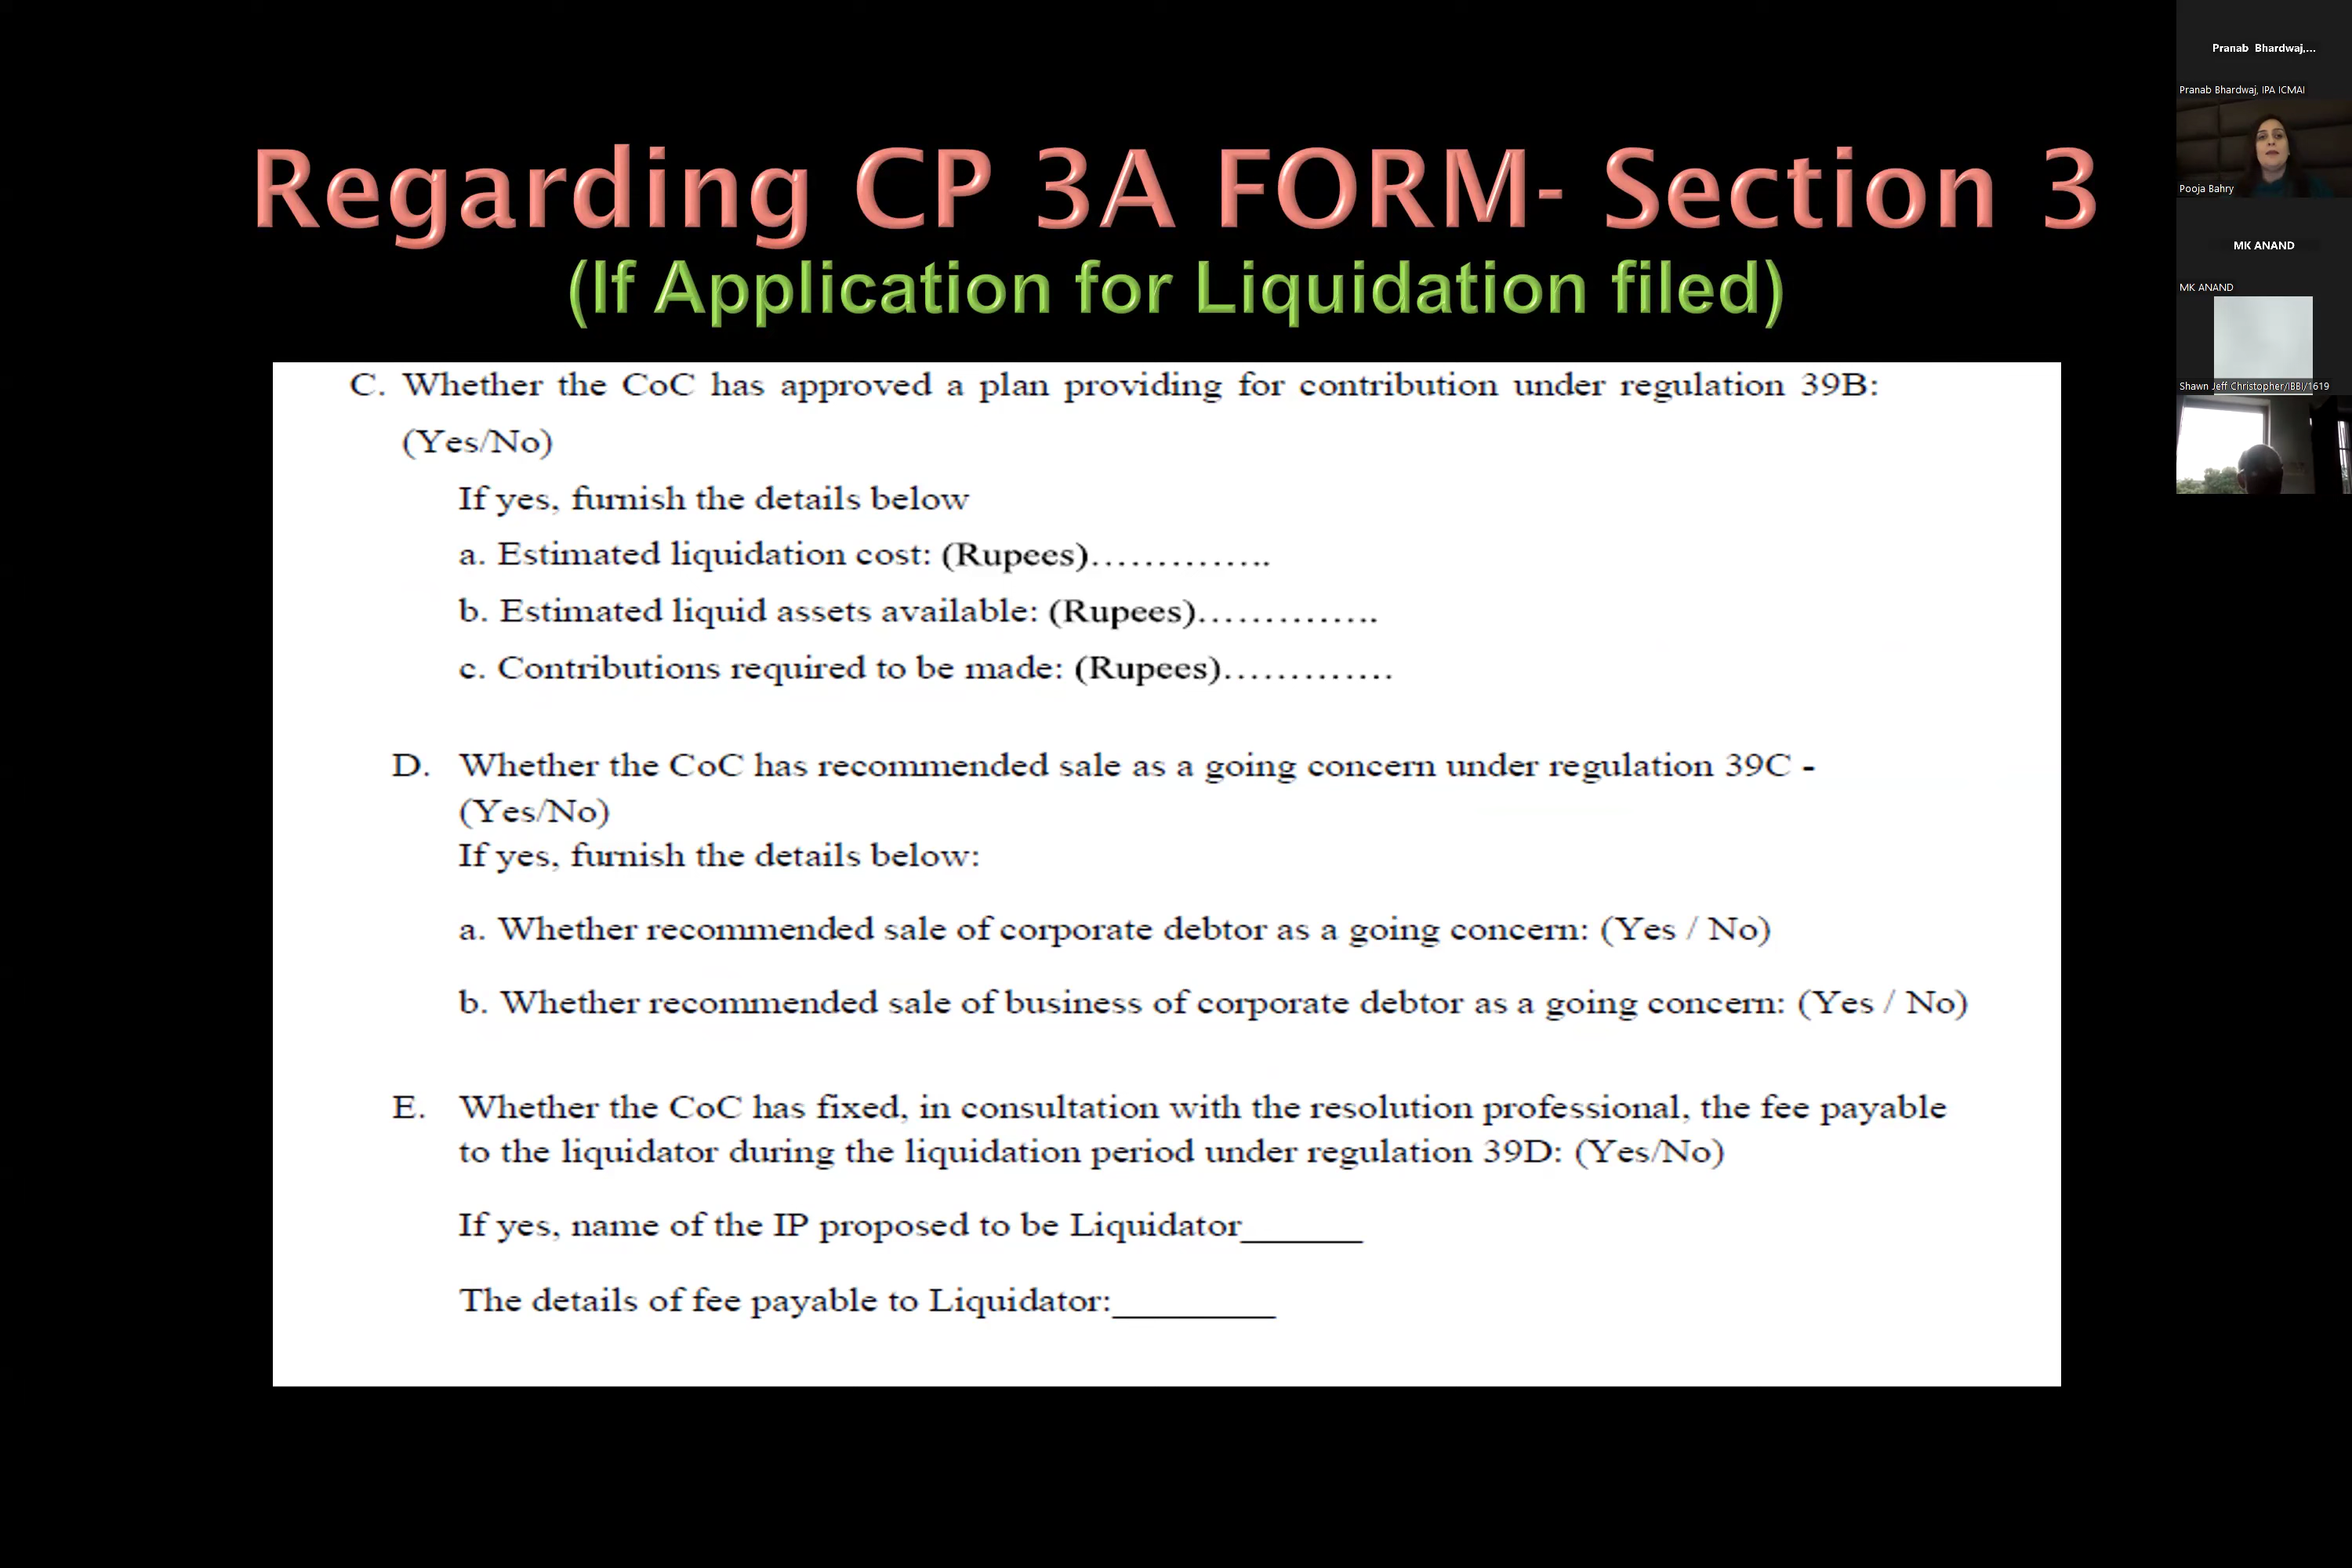 Regarding CP 3A FORM- Section 3
(If Application for Liquidation filed)
C. Whether the CoC has approved a plan providing for contribution under regulation 39B:
(Yes/No)
If yes, furnish the details below
a. Estimated liquidation cost: (Rupees)..............
b. Estimated liquid assets available: (Rupees)..............
c. Contributions required to be made: (Rupees).............
D. Whether the CoC has recommended sale as a going concern under regulation 39C -
(Yes/No)
If yes, furnish the details below:
a. Whether recommended sale of corporate debtor as a going concern: (Yes / No)
b. Whether recommended sale of business of corporate debtor as a going concern: (Yes / No)
E. Whether the CoC has fixed, in consultation with the resolution professional, the fee payable
to the liquidator during the liquidation period under regulation 39D: (Yes/No)
If yes, name of the IP proposed to be Liquidator______
The details of fee payable to Liquidator:________
Pranab Bhardwaj,...
Pranab Bhardwaj, IPA ICMAI
Pooja Bahry
MK ANAND
MK ANAND
Shawn Jeff Christopher/IBBI/1619